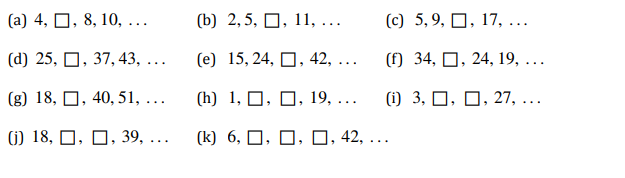 (a) 4, □, 8, 10, ... (b) 2, 5, □, 11, ... (c) 5, 9, □, 17, ...
(d) 25, □, 37, 43, ... (e) 15, 24, □, 42, ... (f) 34, □, 24, 19, ...
(g) 18, □, 40, 51, ... (h) 1, □, □, 19, ... (i) 3, □, □, 27, ...
(j) 18, □, □, 39, ... (k) 6, □, □, □, 42, ...